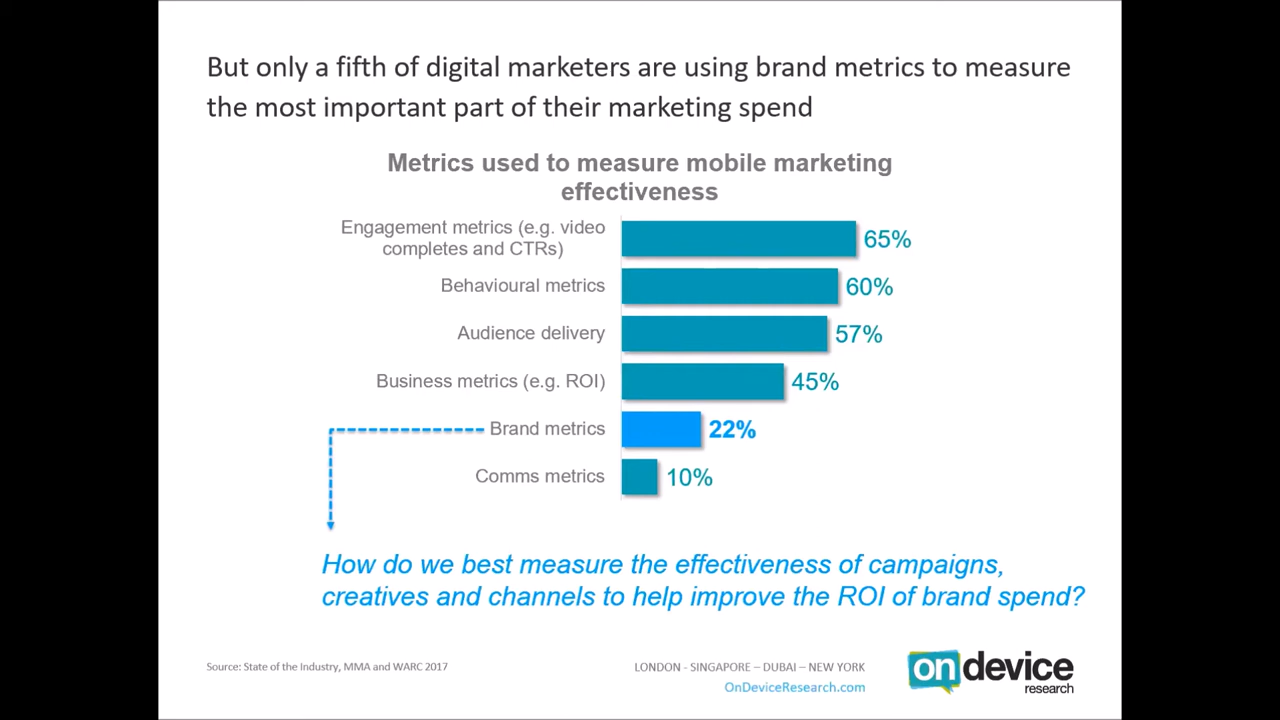 But only a fifth of digital marketers are using brand metrics to measure
the most important part of their marketing spend
Metrics used to measure mobile marketing
effectiveness
Engagement metrics (e.g. video
completes and CTRs)
65%
Behavioural metrics
60%
Audience delivery
57%
Business metrics (e.g. ROI)
45%
Brand metrics
22%
Comms metrics
10%
How do we best measure the effectiveness of campaigns,
creatives and channels to help improve the ROI of brand spend?
Source: State of the Industry, MMA and WARC 2017
LONDON - SINGAPORE – DUBAI – NEW YORK
OnDeviceResearch.com
on device
research